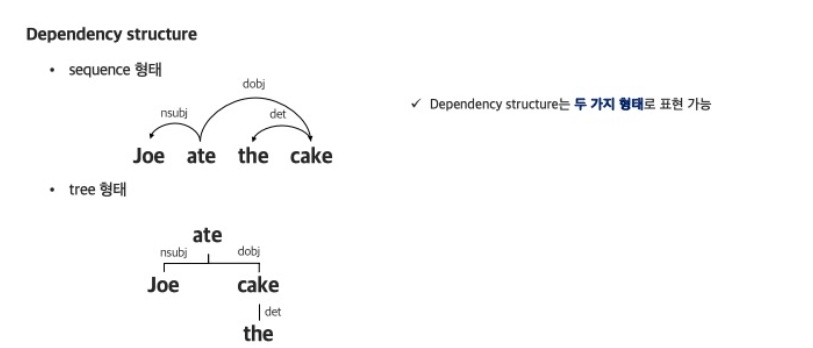 Dependency structure
• sequence 형태
dobj
nsubj
det
Joe ate the cake
✓ Dependency structure는 두 가지 형태로 표현 가능
• tree 형태
ate
nsubj dobj
Joe cake
det
the